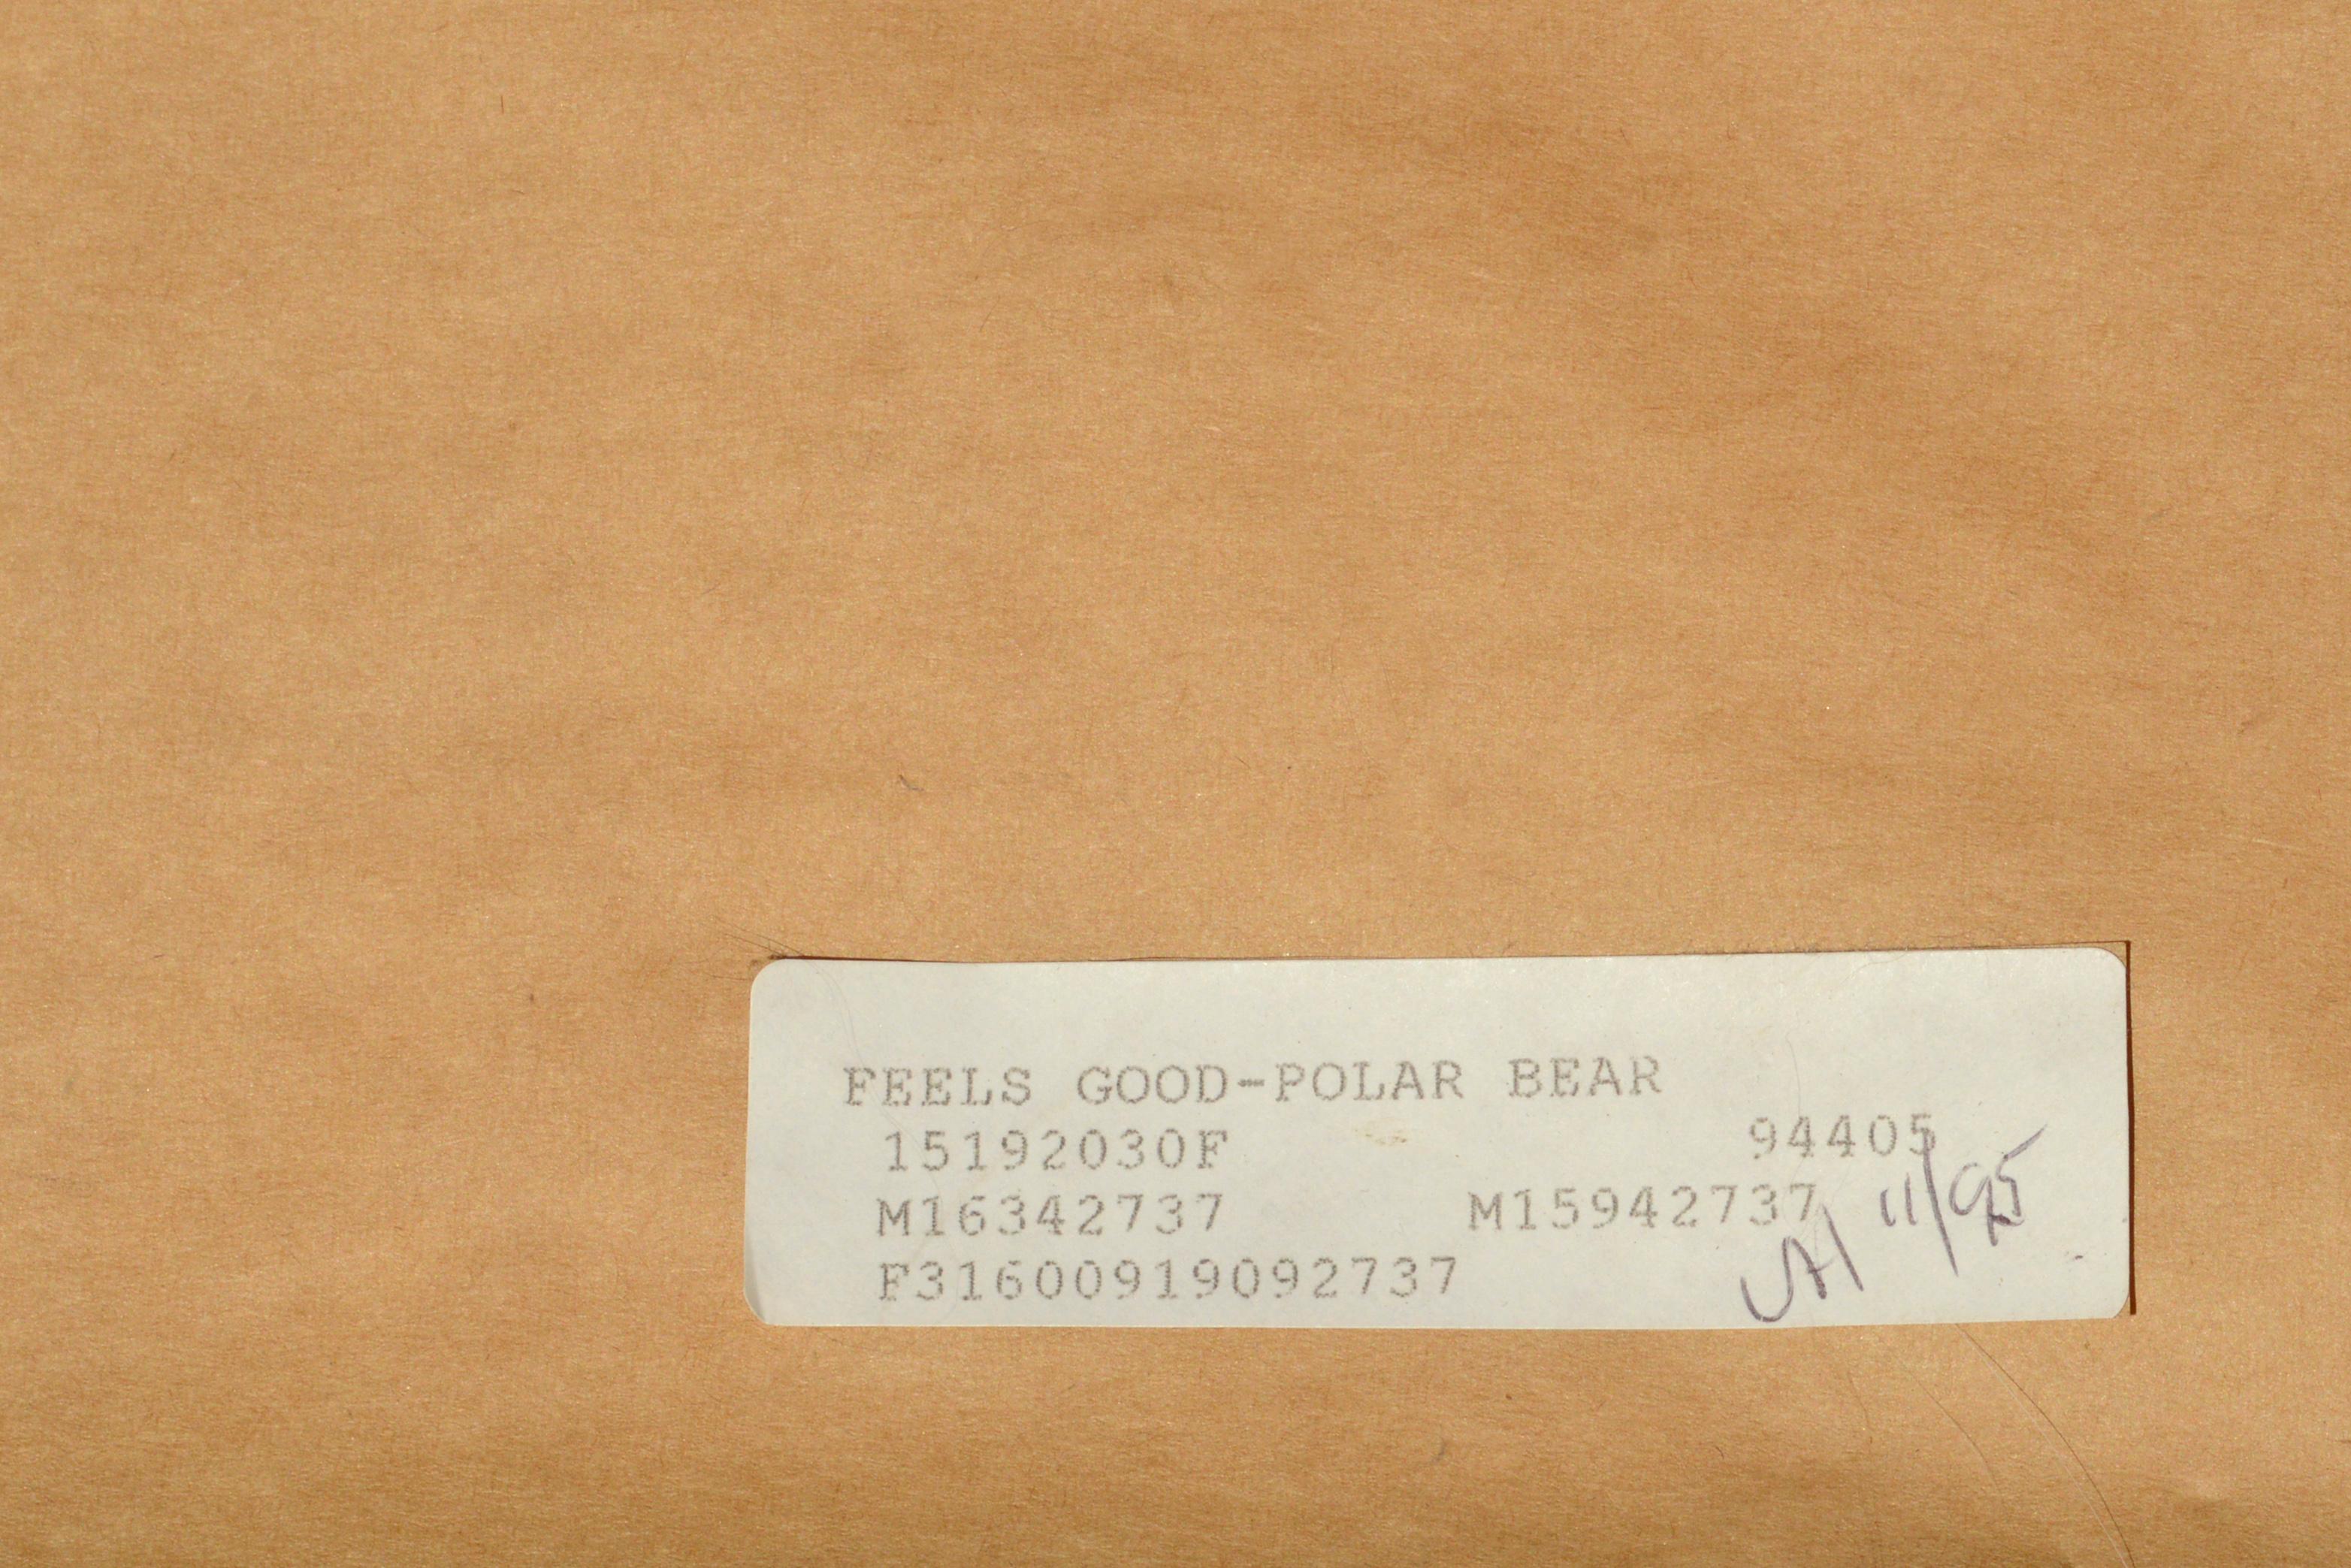 FEELS GOOD-POLAR BEAR
15192030F 94405
M16342737 M15942737
F31600919092737
11/95